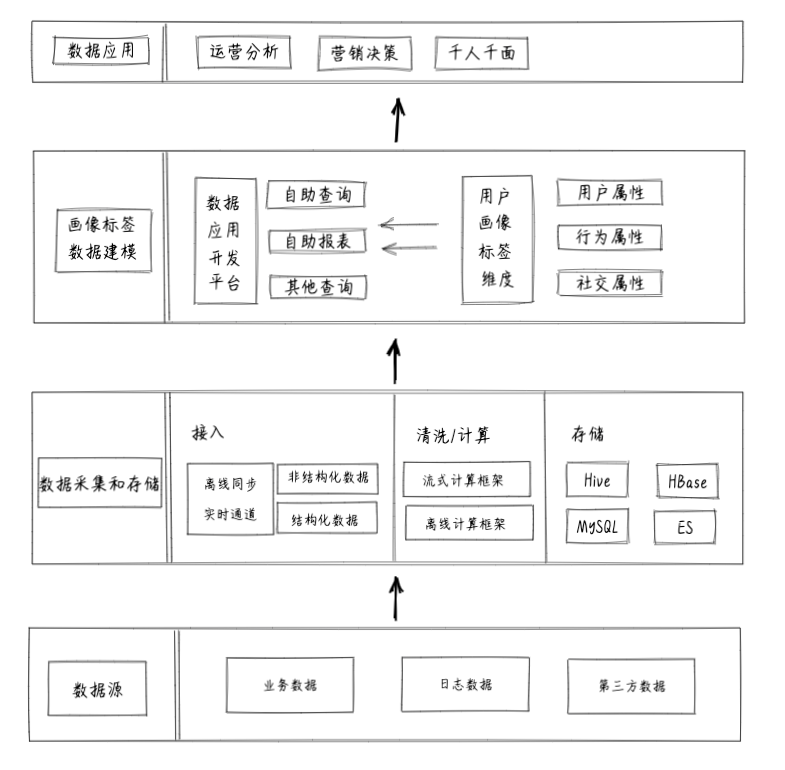 数据应用
运营分析
营销决策
千人千面
画像标签
数据建模
数据
应用
开发
平台
自助查询
自助报表
其他查询
用户
画像
标签
维度
用户属性
行为属性
社交属性
数据采集和存储
接入
离线同步
实时通道
非结构化数据
结构化数据
清洗/计算
流式计算框架
离线计算框架
存储
Hive
HBase
MySQL
ES
数据源
业务数据
日志数据
第三方数据